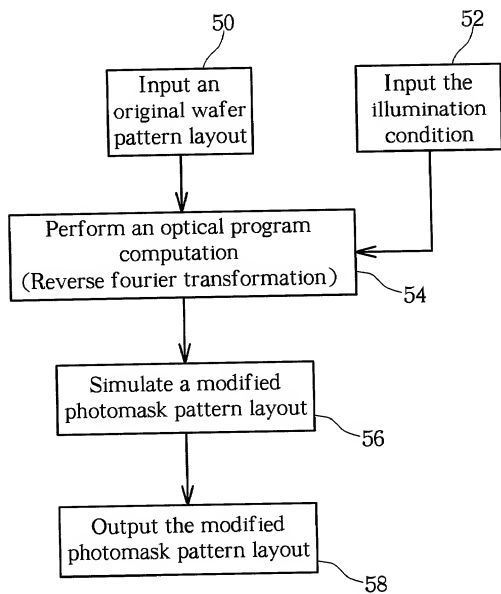 50
52
Input an
original wafer
pattern layout
Input the
illumination
condition
Perform an optical program
computation
(Reverse fourier transformation)
54
Simulate a modified
photomask pattern layout
56
Output the modified
photomask pattern layout
58